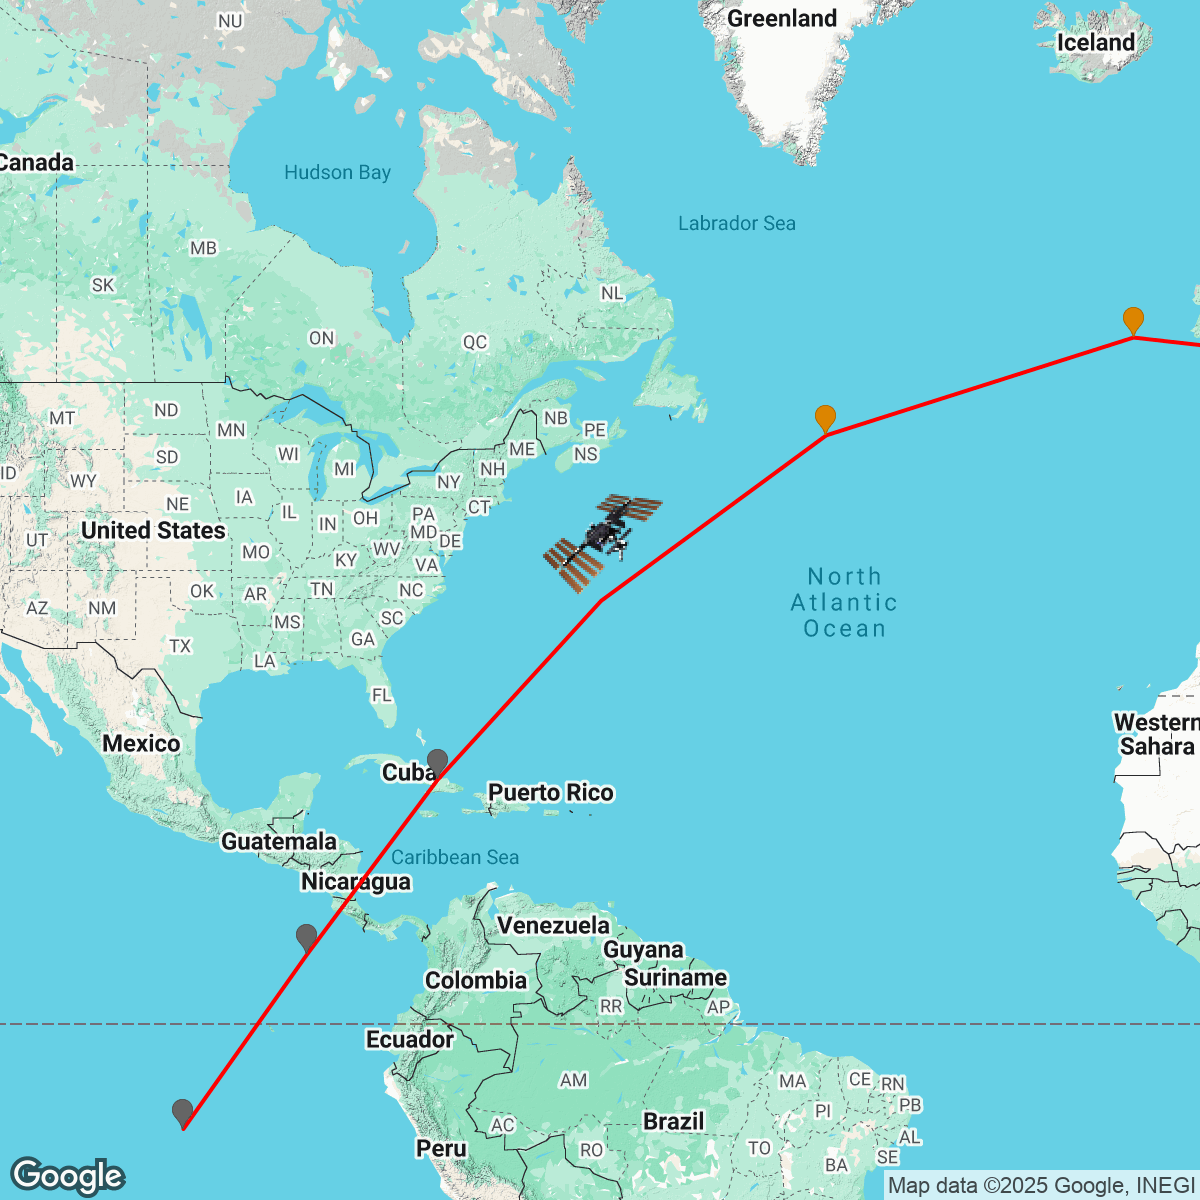 NU
Greenland
Iceland
Canada
Hudson Bay
Labrador Sea
MB
SK
NL
ON
QC
MT
ND
MN
NB
PE
NS
ME
ID
SD
WI
MI
NH
WY
NY
CT
NE
IA
IL
IN
OH
PA
MD
DE
United States
UT
MO
KY
WV
VA
North
Atlantic
Ocean
AZ
NM
OK
AR
TN
NC
MS
SC
TX
LA
GA
FL
Western
Sahara
Mexico
Cuba
Puerto Rico
Guatemala
Caribbean Sea
Nicaragua
Venezuela
Guyana
Suriname
Colombia
RR
AP
Ecuador
AM
MA
CE
RN
PI
PB
AC
Brazil
AL
Peru
RO
TO
BA
SE
Google
Map data ©2025 Google, INEGI